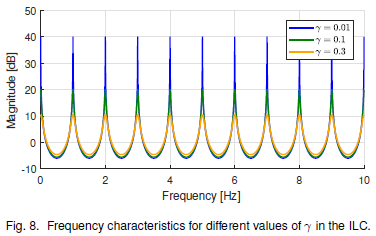 50
40
30
20
10
0
-10
Magnitude [dB]
γ = 0.01
γ = 0.1
γ = 0.3
0 2 4 6 8 10
Frequency [Hz]
Fig. 8. Frequency characteristics for different values of γ in the ILC.